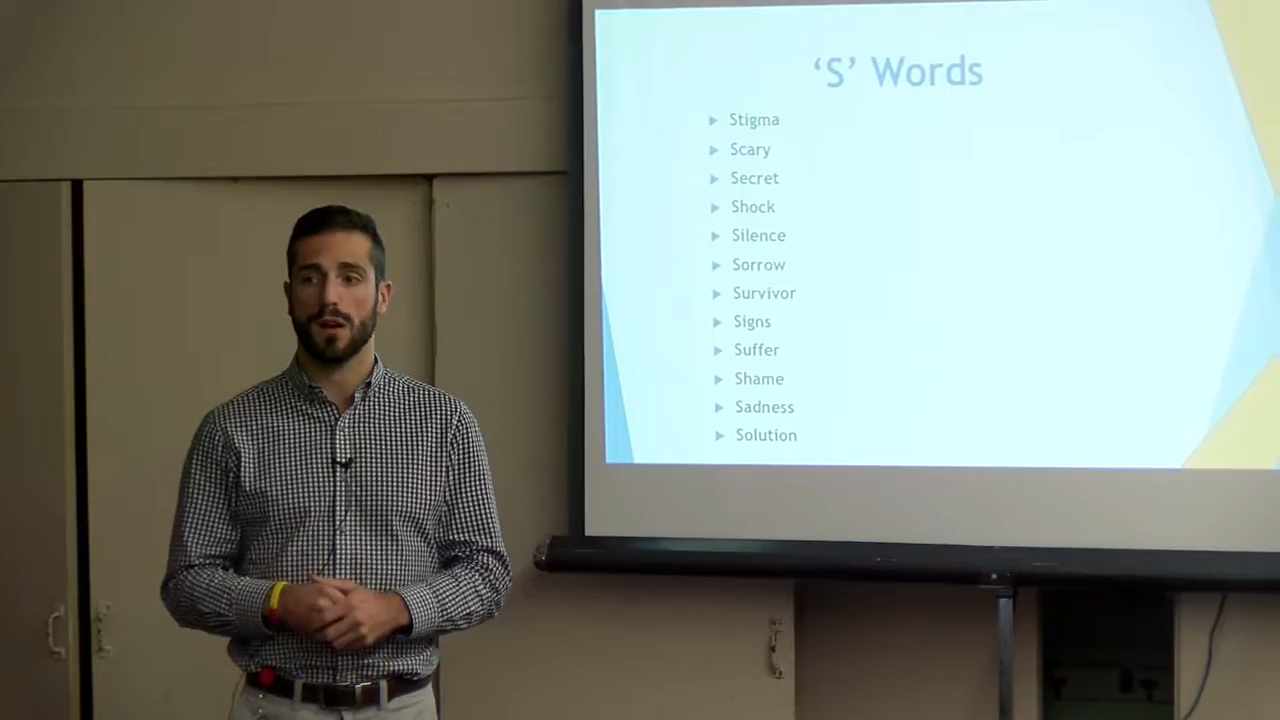 ‘S’ Words
Stigma
Scary
Secret
Shock
Silence
Sorrow
Survivor
Signs
Suffer
Shame
Sadness
Solution